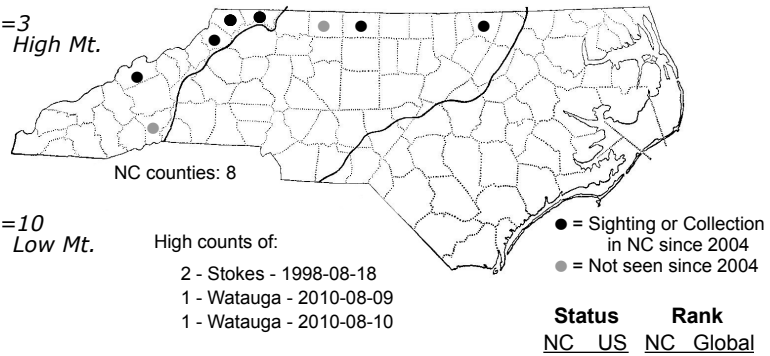 =3
High Mt.
NC counties: 8
=10
Low Mt.
High counts of:
2 - Stokes - 1998-08-18
1 - Watauga - 2010-08-09
1 - Watauga - 2010-08-10
= Sighting or Collection
in NC since 2004
= Not seen since 2004
Status Rank
NC US NC Global